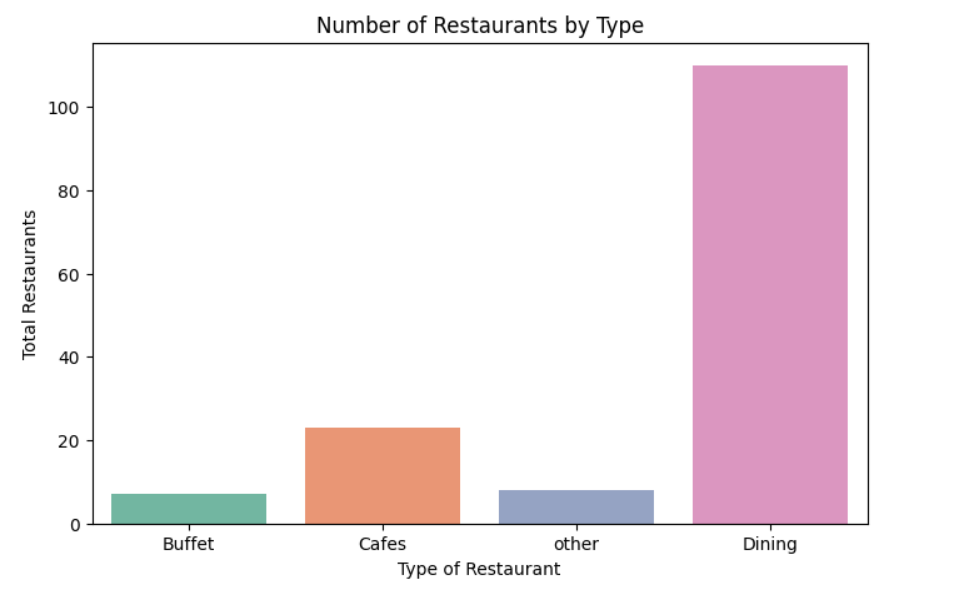 Number of Restaurants by Type
Total Restaurants
100
80
60
40
20
0
Buffet Cafes other Dining
Type of Restaurant